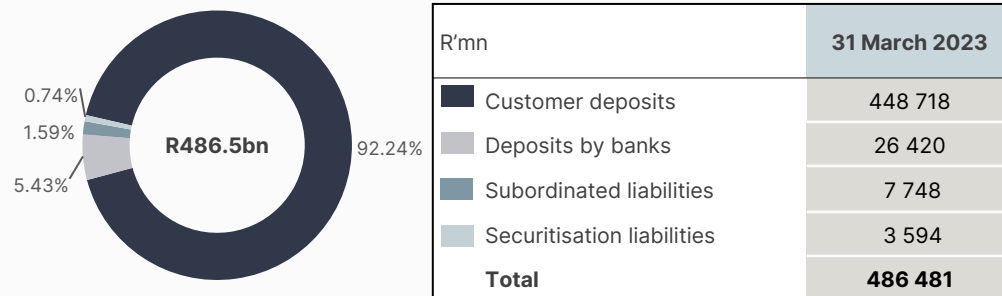 0.74%
1.59%
5.43%
R486.5bn
92.24%
R’mn 31 March 2023
Customer deposits 448 718
Deposits by banks 26 420
Subordinated liabilities 7 748
Securitisation liabilities 3 594
Total 486 481